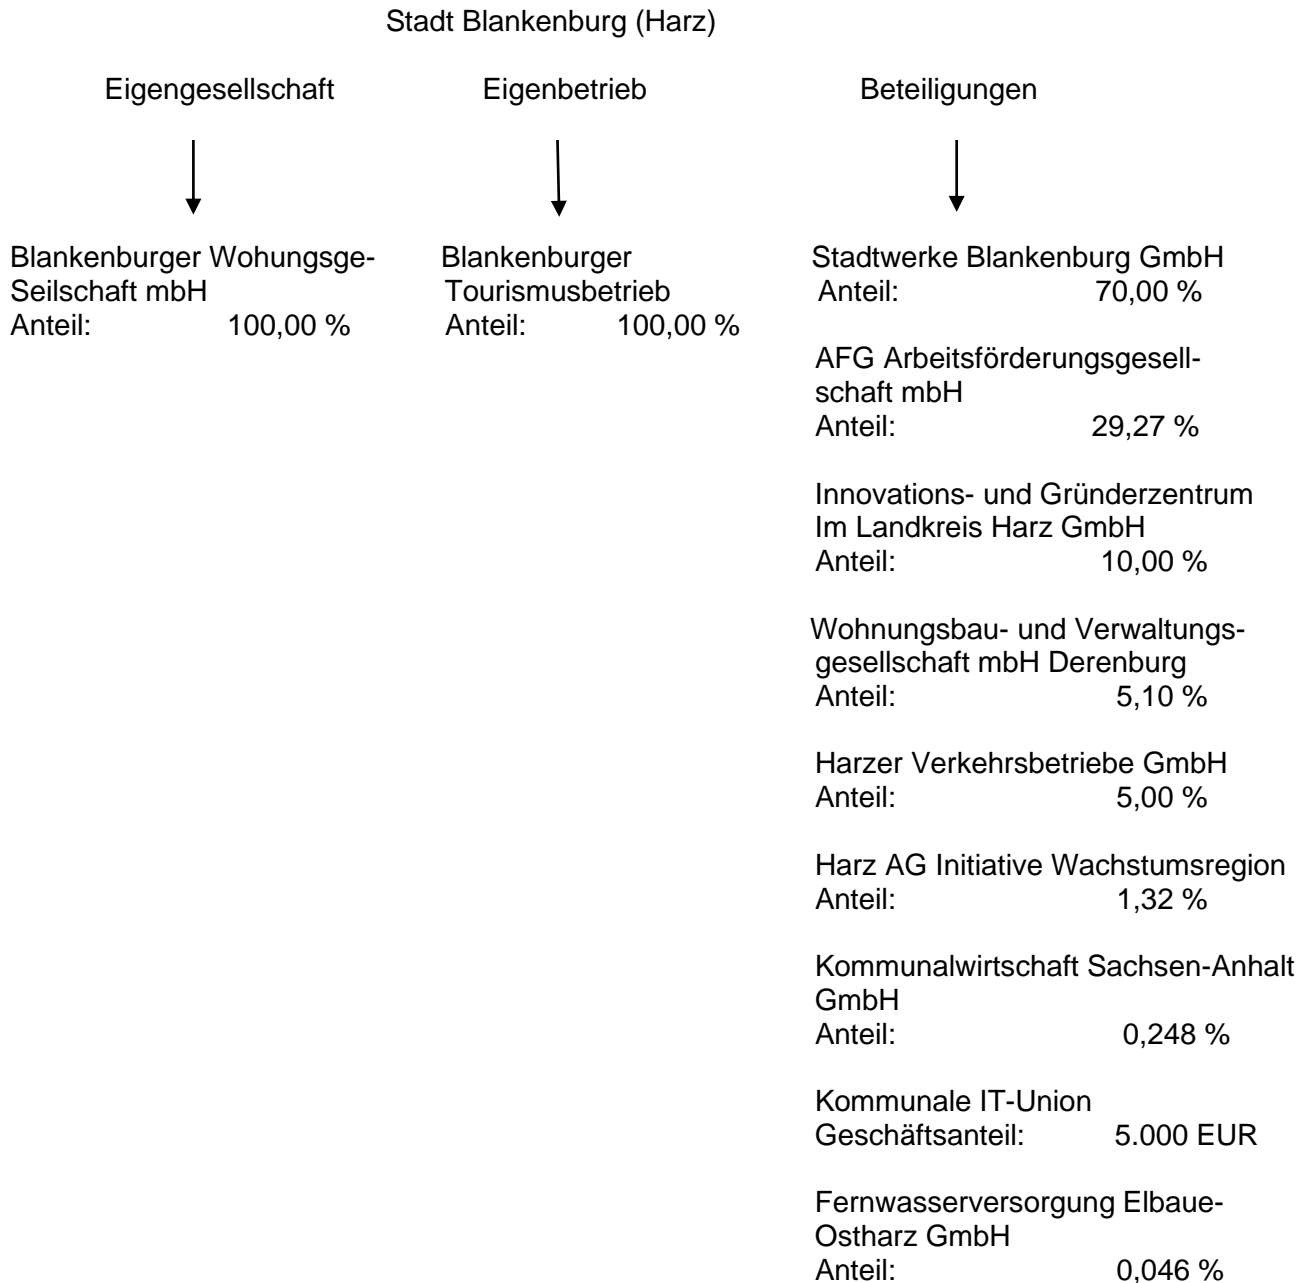 Stadt Blankenburg (Harz)
Eigengesellschaft
Eigenbetrieb
Beteiligungen
Blankenburger Wohungsge-
Seilschaft mbH
Anteil: 100,00 %
Blankenburger
Tourismusbetrieb
Anteil: 100,00 %
Stadtwerke Blankenburg GmbH
Anteil: 70,00 %
AFG Arbeitsförderungsgesell-
schaft mbH
Anteil: 29,27 %
Innovations- und Gründerzentrum
Im Landkreis Harz GmbH
Anteil: 10,00 %
Wohnungsbau- und Verwaltungs-
gesellschaft mbH Derenburg
Anteil: 5,10 %
Harzer Verkehrsbetriebe GmbH
Anteil: 5,00 %
Harz AG Initiative Wachstumsregion
Anteil: 1,32 %
Kommunalwirtschaft Sachsen-Anhalt
GmbH
Anteil: 0,248 %
Kommunale IT-Union
Geschäftsanteil: 5.000 EUR
Fernwasserversorgung Elbaue-
Ostharz GmbH
Anteil: 0,046 %